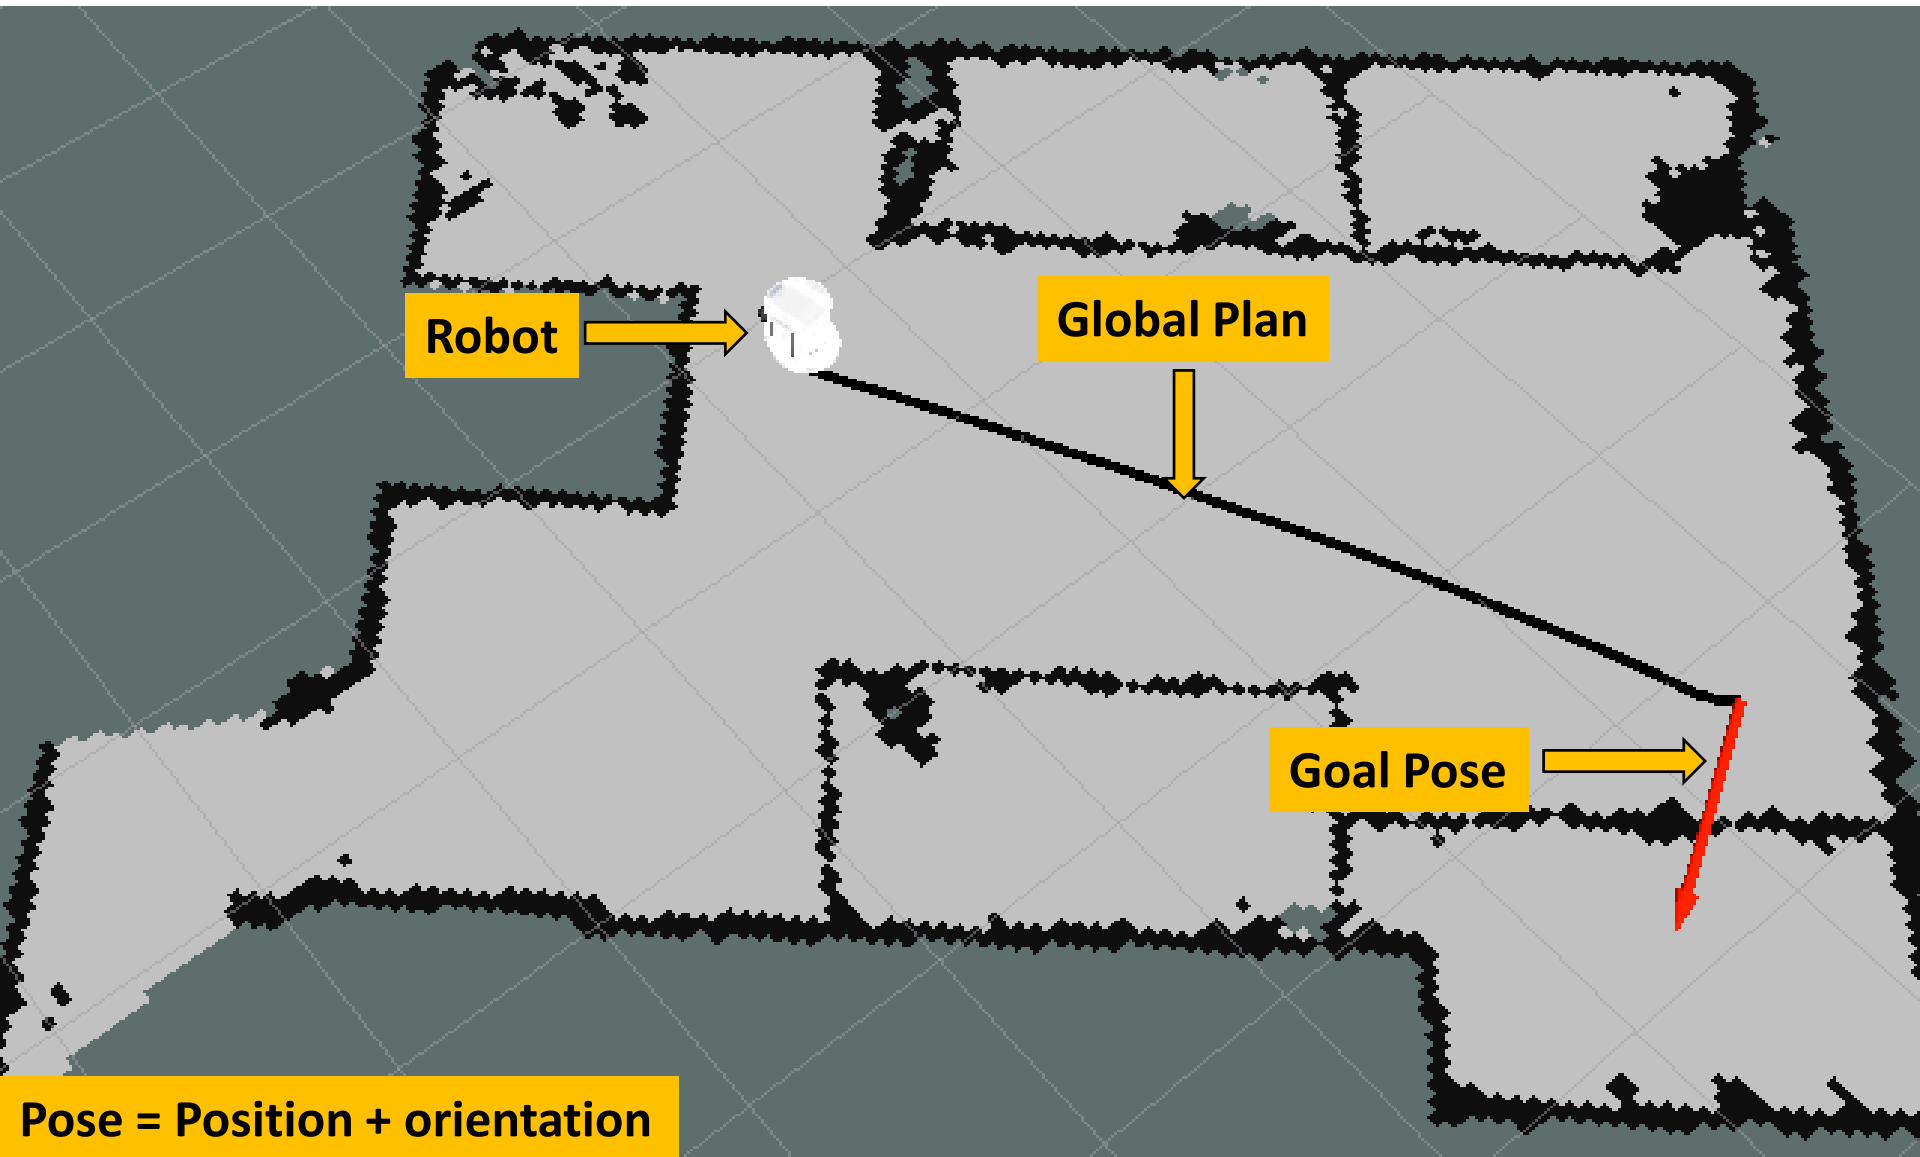 Robot
Global Plan
Goal Pose
Pose = Position + orientation